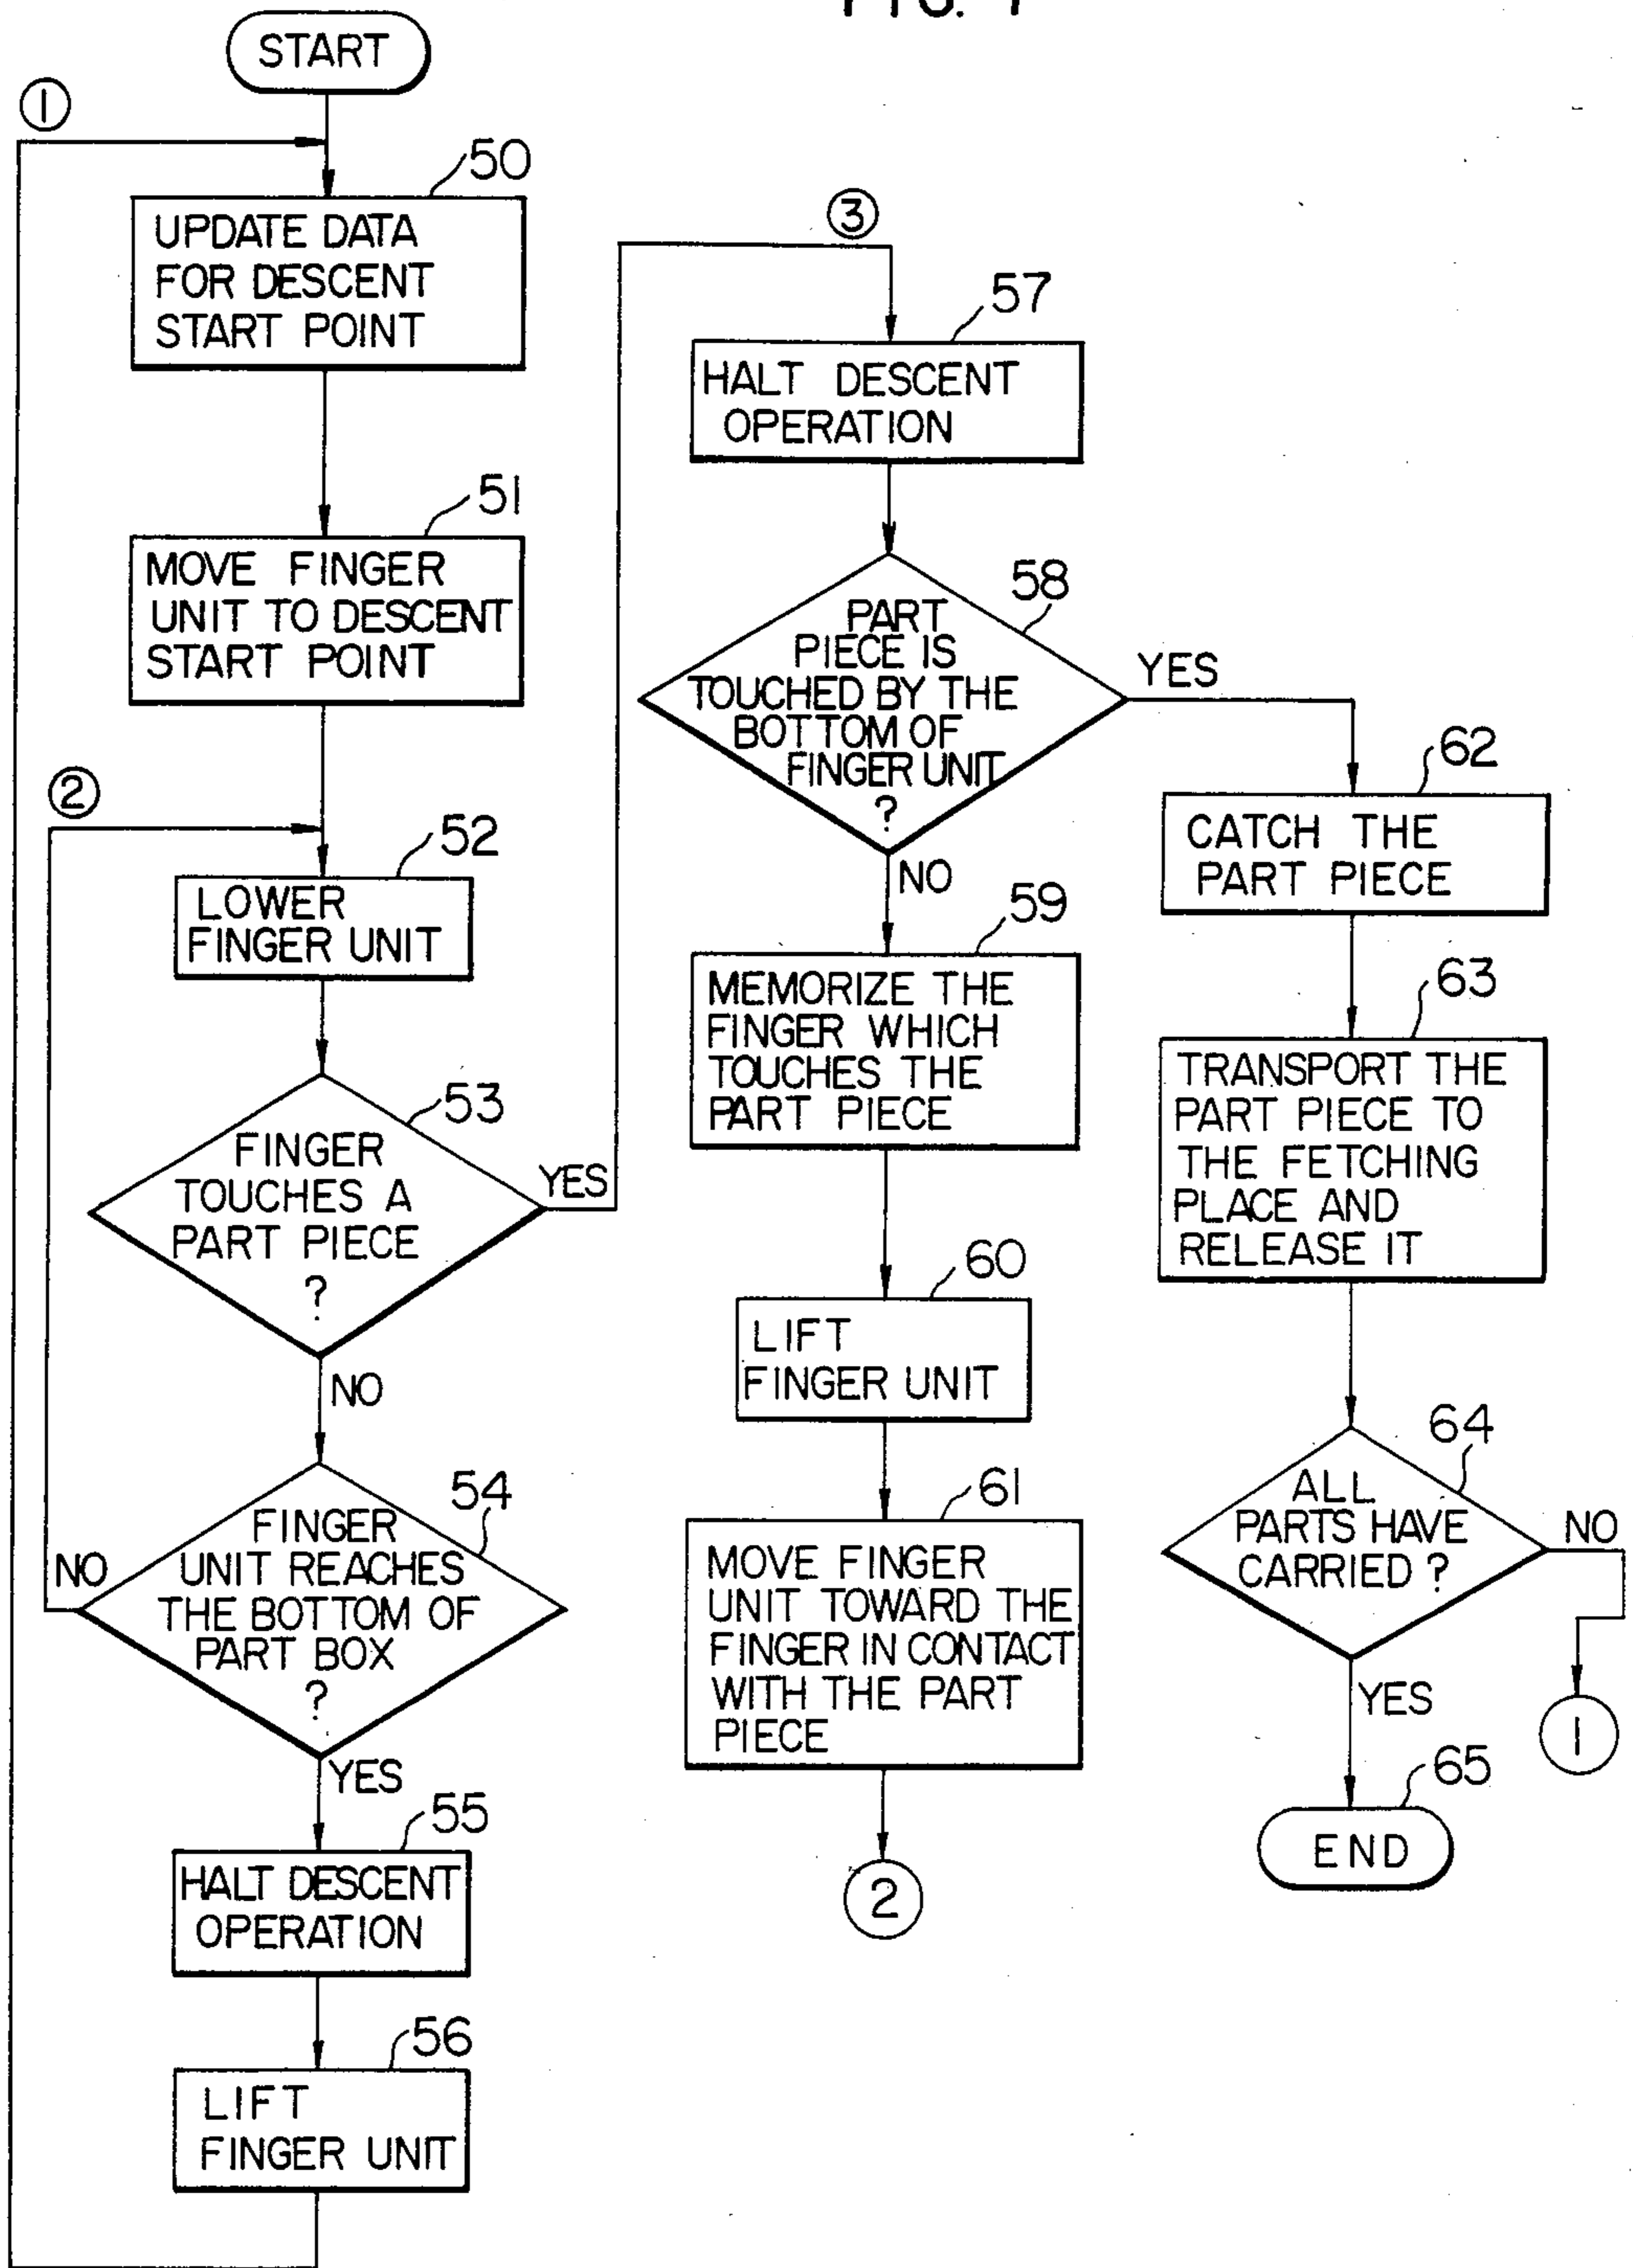 FIG. 7
START
①
50
UPDATE DATA
FOR DESCENT
START POINT
51
MOVE FINGER
UNIT TO DESCENT
START POINT
②
52
LOWER
FINGER UNIT
53
FINGER
TOUCHES A
PART PIECE
?
YES
NO
54
FINGER
UNIT REACHES
THE BOTTOM OF
PART BOX
?
NO
YES
55
HALT DESCENT
OPERATION
56
LIFT
FINGER UNIT
③
57
HALT DESCENT
OPERATION
58
PART
PIECE IS
TOUCHED BY THE
BOTTOM OF
FINGER UNIT
?
YES
NO
59
MEMORIZE THE
FINGER WHICH
TOUCHES THE
PART PIECE
60
LIFT
FINGER UNIT
61
MOVE FINGER
UNIT TOWARD THE
FINGER IN CONTACT
WITH THE PART
PIECE
2
62
CATCH THE
PART PIECE
63
TRANSPORT THE
PART PIECE TO
THE FETCHING
PLACE AND
RELEASE IT
64
ALL
PARTS HAVE
CARRIED ?
NO
1
YES
65
END